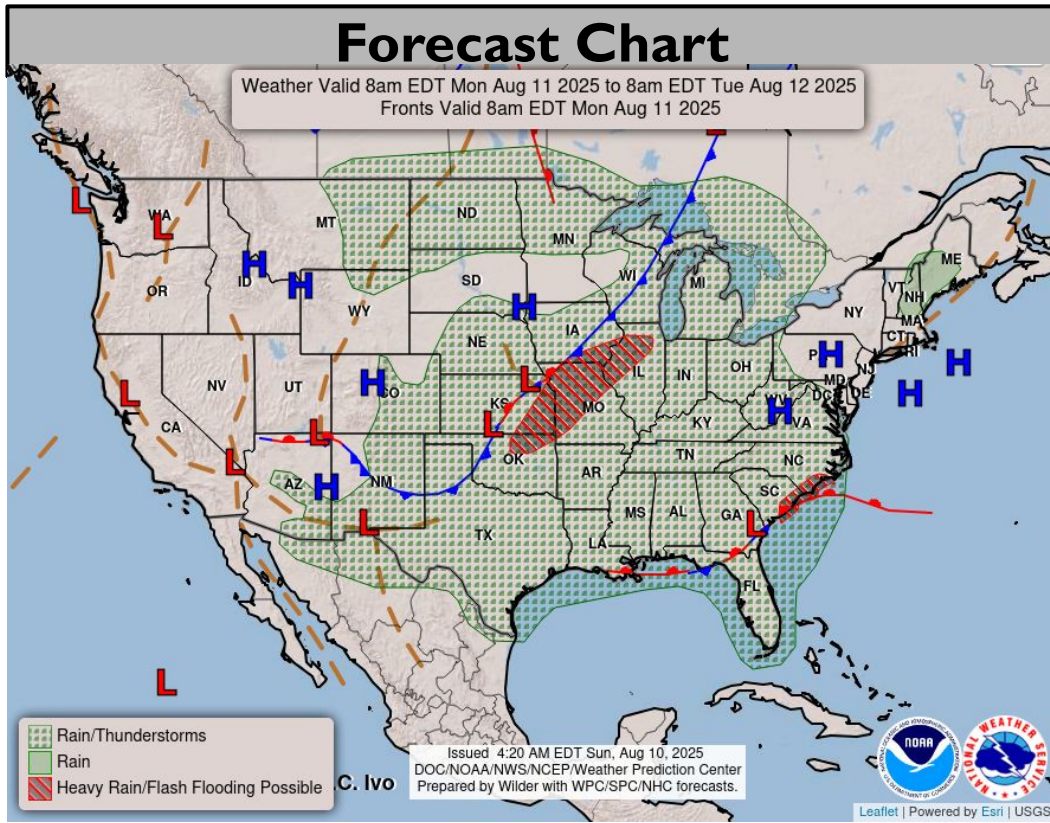 Forecast Chart
Weather Valid 8am EDT Mon Aug 11 2025 to 8am EDT Tue Aug 12 2025
Fronts Valid 8am EDT Mon Aug 11 2025
L
L
L
WA
MT
ND
MN
ME
VT
NH
H
H
ID
OR
SD
WI
MI
NY
MA
CT
RI
WY
H
IA
NE
H
H
H
NJ
MD
DE
DC
OH
IN
IL
L
NV
UT
H
CO
KS
L
MO
WV
H
VA
KY
CA
L
L
L
OK
TN
NC
AZ
H
NM
AR
SC
L
TX
LA
MS
AL
GA
L
FL
L
Rain/Thunderstorms
Rain
Heavy Rain/Flash Flooding Possible
.C. Ivo
Issued 4:20 AM EDT Sun, Aug 10, 2025
DOC/NOAA/NWS/NCEP/Weather Prediction Center
Prepared by Wilder with WPC/SPC/NHC forecasts.
NOAA
NATIONAL WEATHER SERVICE
Leaflet | Powered by Esri | USGS